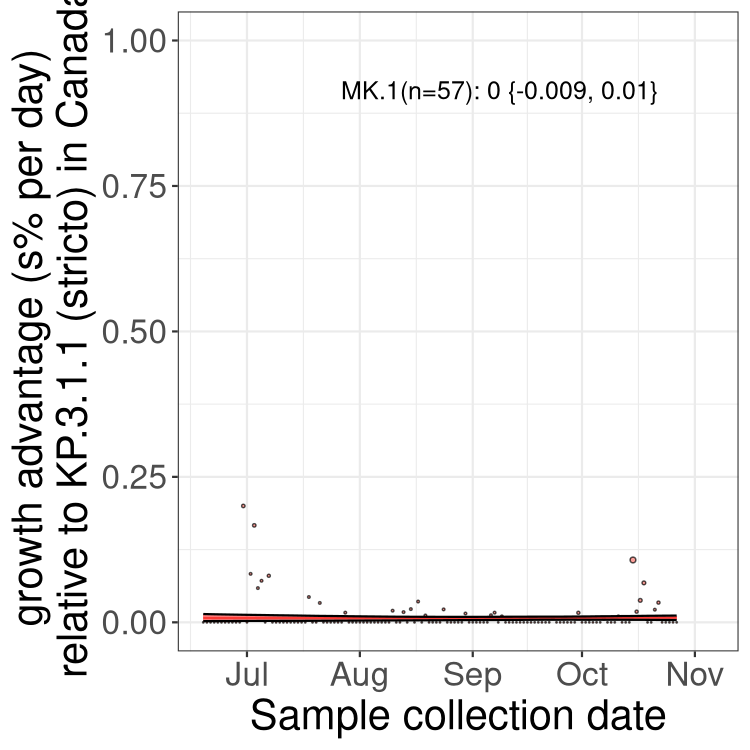 growth advantage (s% per day)
relative to KP.3.1.1 (stricto) in Canada
1.00
0.75
0.50
0.25
0.00
MK.1(n=57): 0 {-0.009, 0.01}
Jul Aug Sep Oct Nov
Sample collection date